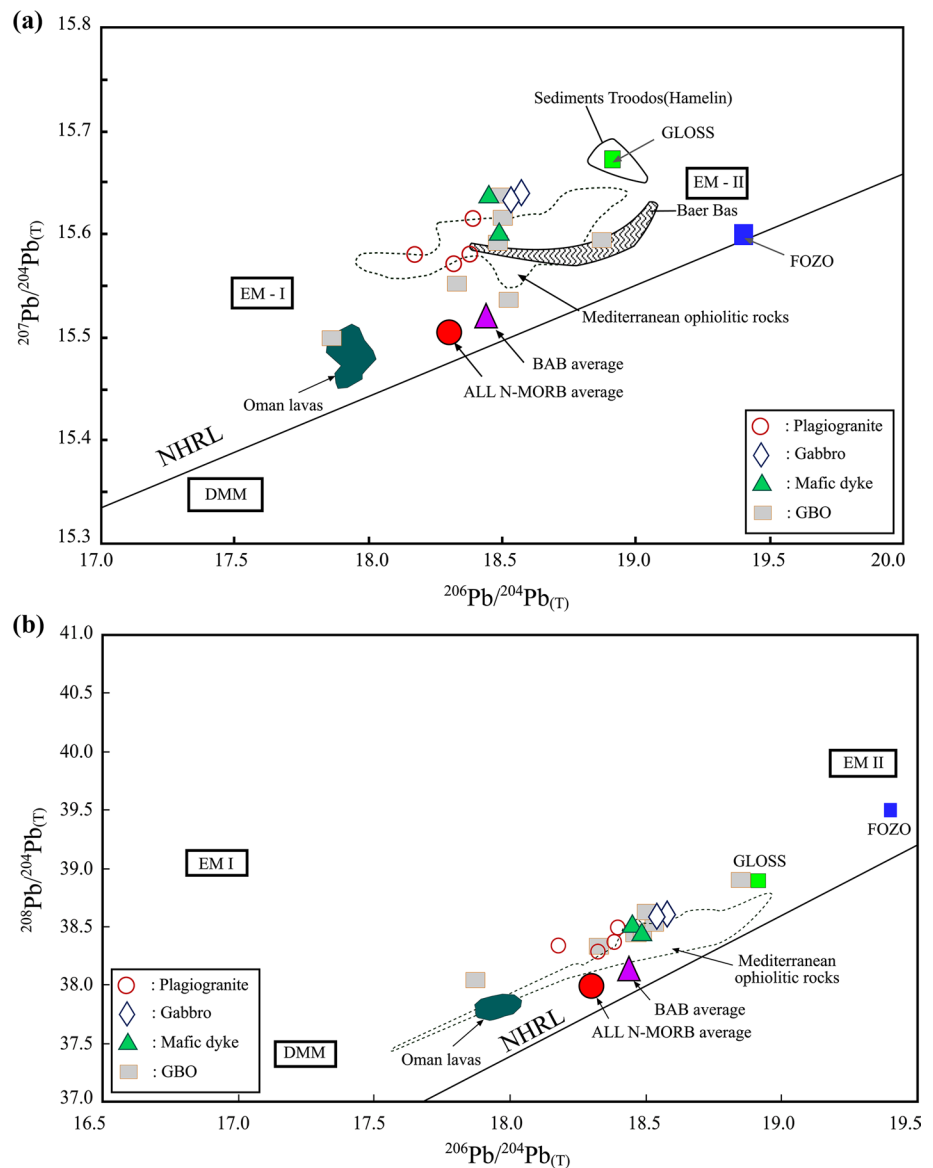 (a)
15.8
15.7
15.6
15.5
15.4
15.3
207Pb/204Pb(T)
Sediments Troodos(Hamelin)
GLOSS
EM - II
Baer Bas
FOZO
EM - I
Mediterranean ophiolitic rocks
BAB average
ALL N-MORB average
Oman lavas
NHRL
DMM
: Plagiogranite
: Gabbro
: Mafic dyke
: GBO
17.0 17.5 18.0 18.5 19.0 19.5 20.0
206Pb/204Pb(T)
(b)
41.0
40.5
40.0
39.5
39.0
38.5
38.0
37.5
37.0
208Pb/204Pb(T)
EM II
FOZO
EM I
GLOSS
Mediterranean
ophiolitic rocks
BAB average
ALL N-MORB average
NHRL
Oman lavas
DMM
: Plagiogranite
: Gabbro
: Mafic dyke
: GBO
16.5 17.0 17.5 18.0 18.5 19.0 19.5
206Pb/204Pb(T)